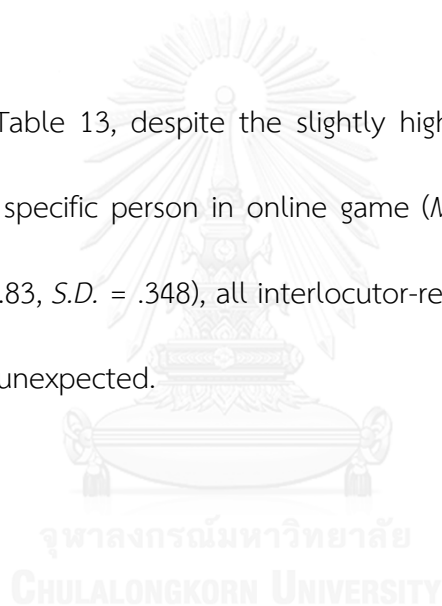 Table 13, despite the slightly high
specific person in online game (M
.83, S.D. = .348), all interlocutor-re
unexpected.
จุฬาลงกรณ์มหาวิทยาลัย
CHULALONGKORN UNIVERSITY